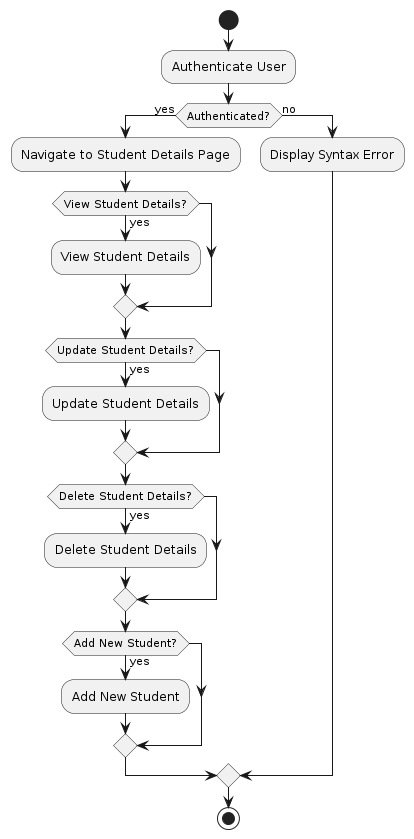 Authenticate User
yes
Authenticated?
no
Navigate to Student Details Page
Display Syntax Error
View Student Details?
yes
View Student Details
Update Student Details?
yes
Update Student Details
Delete Student Details?
yes
Delete Student Details
Add New Student?
yes
Add New Student